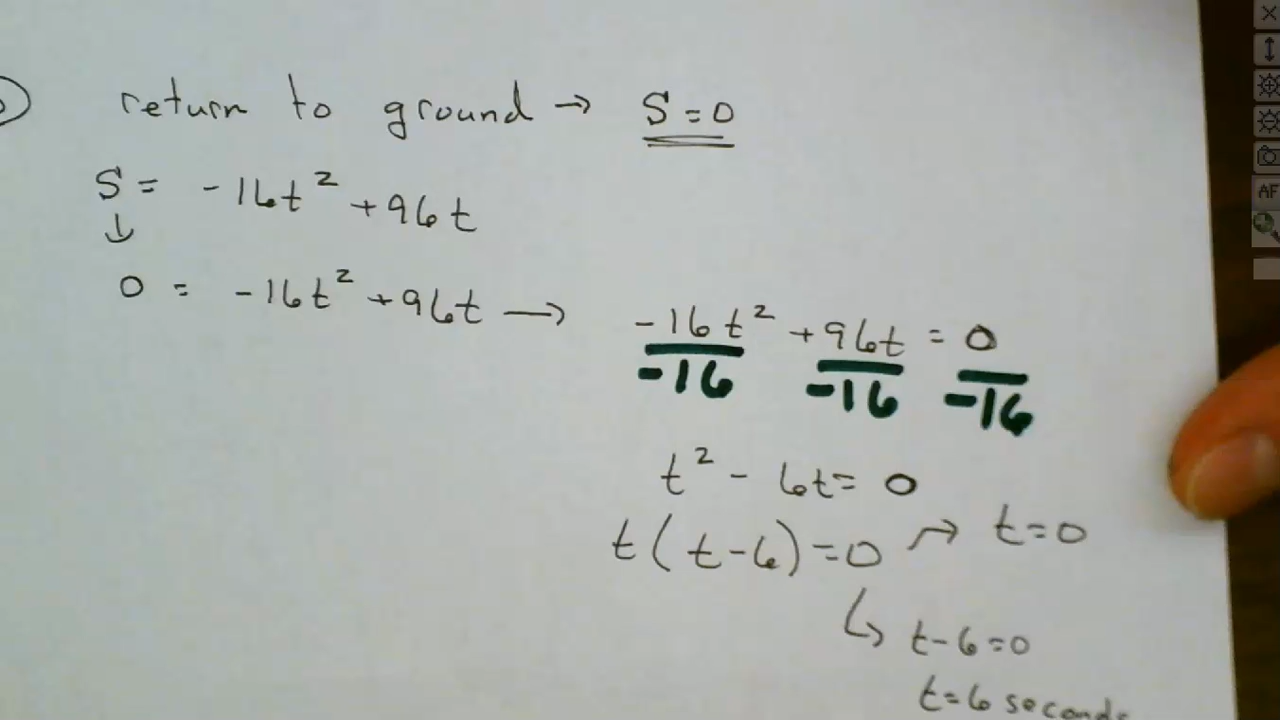 return to ground → S = 0
S = -16t² + 96t
↓
0 = -16t² + 96t → -16t² + 96t = 0
-16 -16 -16
t² - 6t = 0
t(t-6) = 0 → t = 0
↳ t-6=0
t=6 seconds
AF